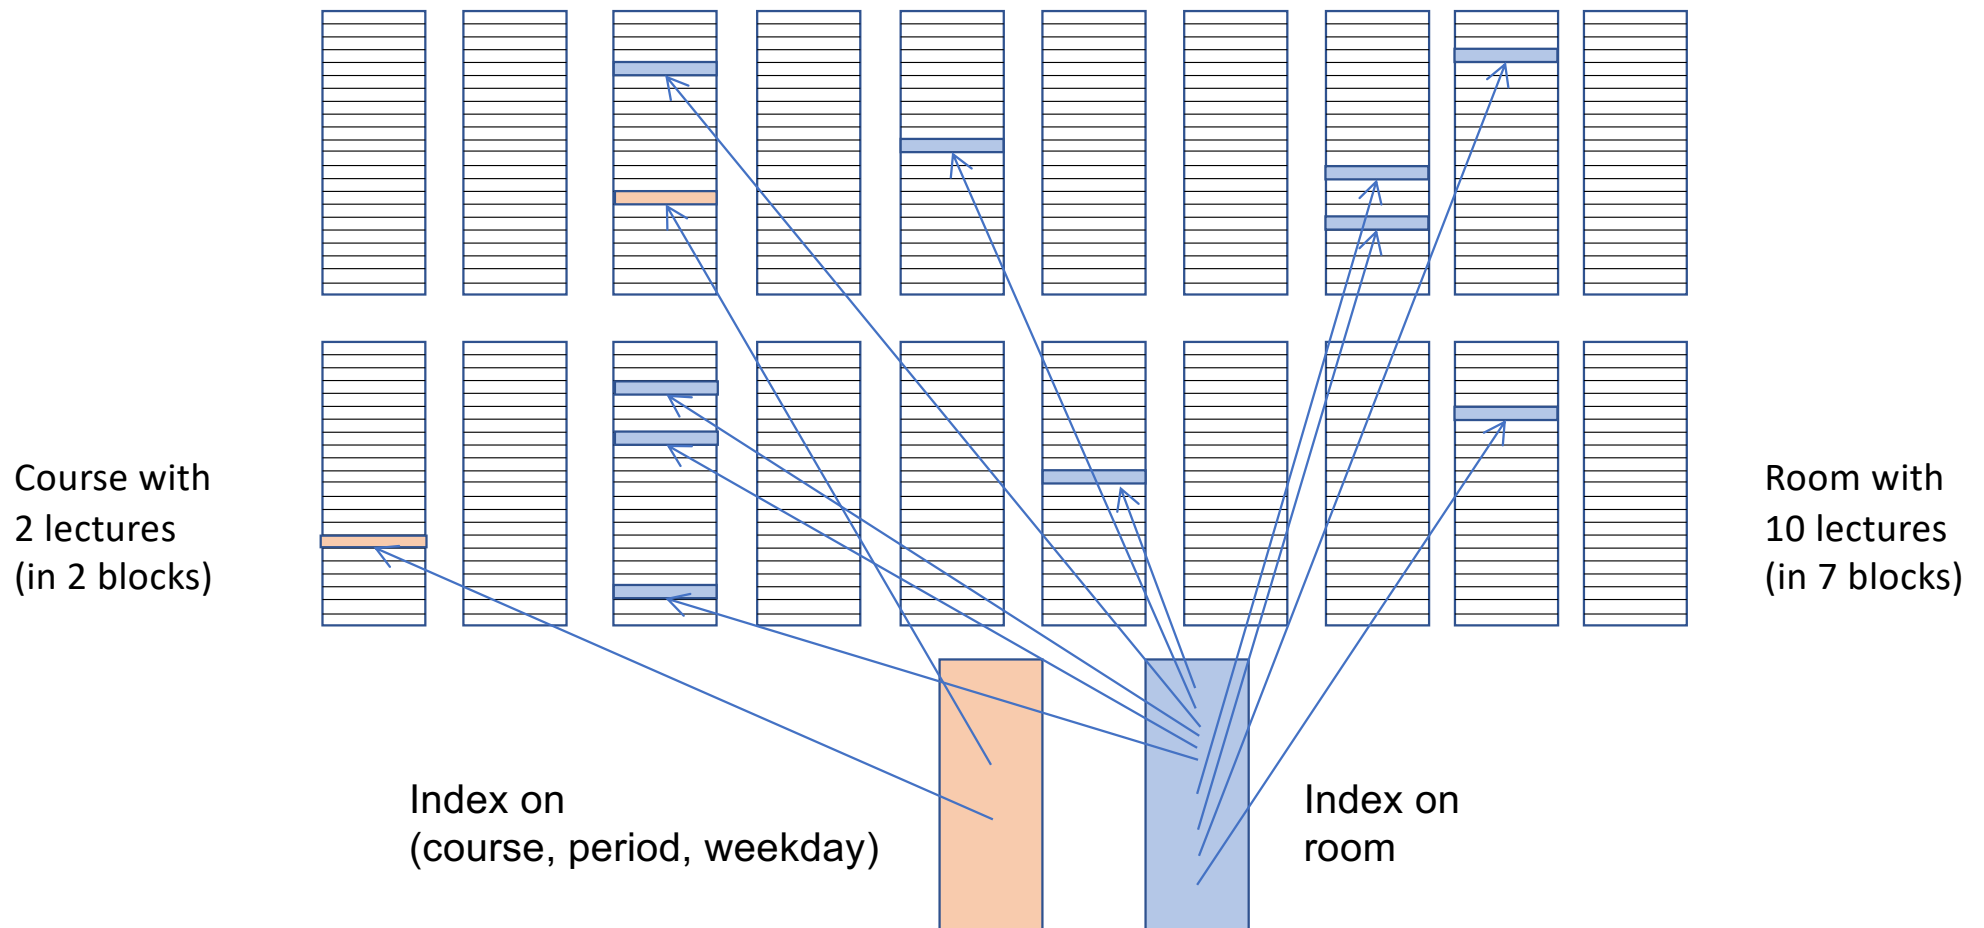 Course with
2 lectures
(in 2 blocks)
Room with
10 lectures
(in 7 blocks)
Index on
(course, period, weekday)
Index on
room